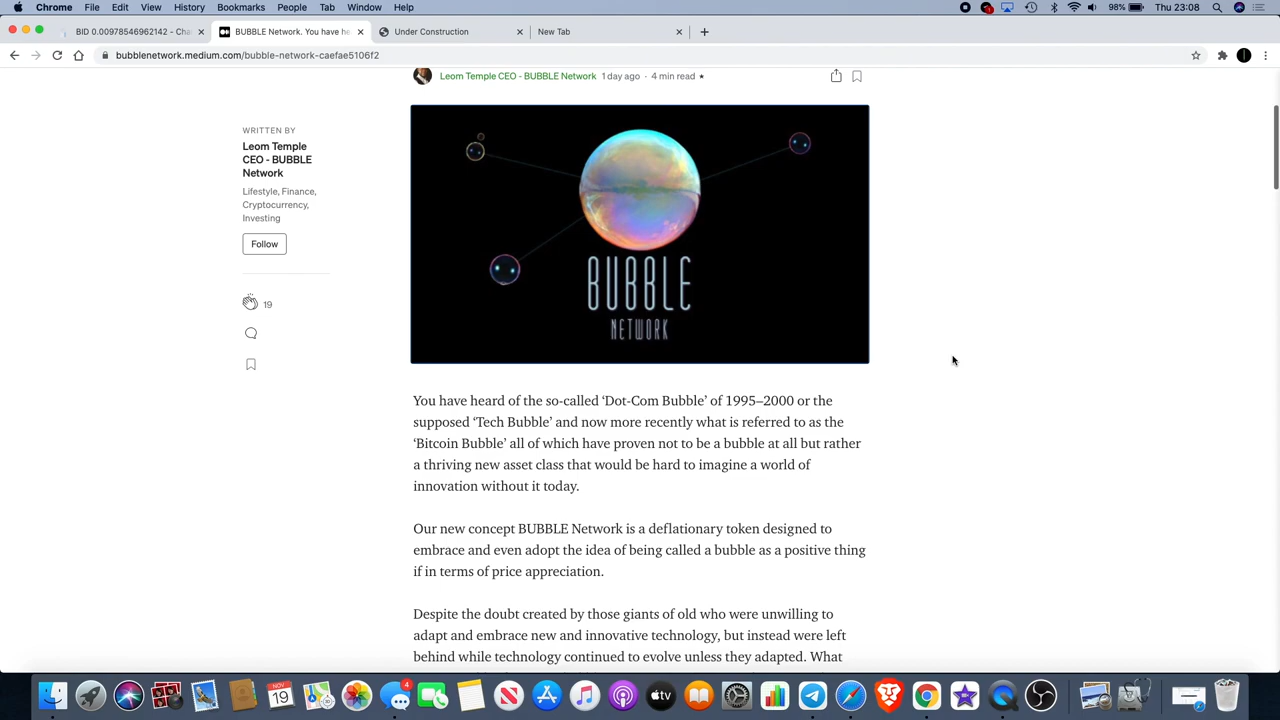 Chrome File Edit View History Bookmarks People Tab Window Help 98% Thu 23:08
BID 0.00978546962142 - Cha
BUBBLE Network. You have he
Under Construction
New Tab
bubblenetwork.medium.com/bubble-network-caefae5106f2
Leom Temple CEO - BUBBLE Network 1 day ago · 4 min read
WRITTEN BY
Leom Temple
CEO - BUBBLE
Network
Lifestyle, Finance,
Cryptocurrency,
Investing
Follow
19
BUBBLE
NETWORK
You have heard of the so-called ‘Dot-Com Bubble’ of 1995–2000 or the
supposed ‘Tech Bubble’ and now more recently what is referred to as the
‘Bitcoin Bubble’ all of which have proven not to be a bubble at all but rather
a thriving new asset class that would be hard to imagine a world of
innovation without it today.
Our new concept BUBBLE Network is a deflationary token designed to
embrace and even adopt the idea of being called a bubble as a positive thing
if in terms of price appreciation.
Despite the doubt created by those giants of old who were unwilling to
adapt and embrace new and innovative technology, but instead were left
behind while technology continued to evolve unless they adapted. What
NOV
19
4
tv